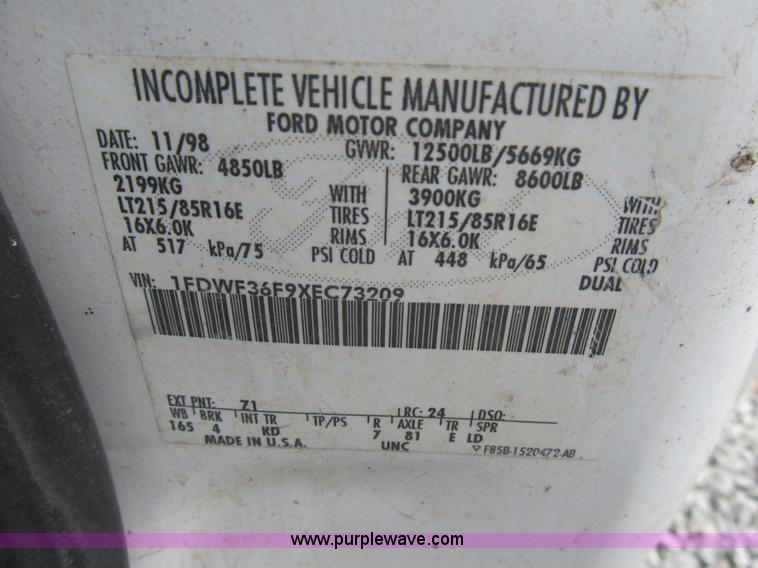 INCOMPLETE VEHICLE MANUFACTURED BY
FORD MOTOR COMPANY
DATE: 11/98 GVWR: 12500LB/5669KG
FRONT GAWR: 4850LB REAR GAWR: 8600LB
2199KG WITH 3900KG WITH
LT215/85R16E TIRES LT215/85R16E TIRES
16X6.0K RIMS 16X6.0K RIMS
AT 517 kPa/75 PSI COLD AT 448 kPa/65 PSI COLD
DUAL
VIN: 1FDWF36F9XEC73209
EXT PNT: Z1 RC: 24 DSO:
WB BRK INT TR TP/PS R AXLE TR SPR
165 4 KD 7 81 E LD
MADE IN U.S.A. UNC F85B-1520472-AB
www.purplewave.com